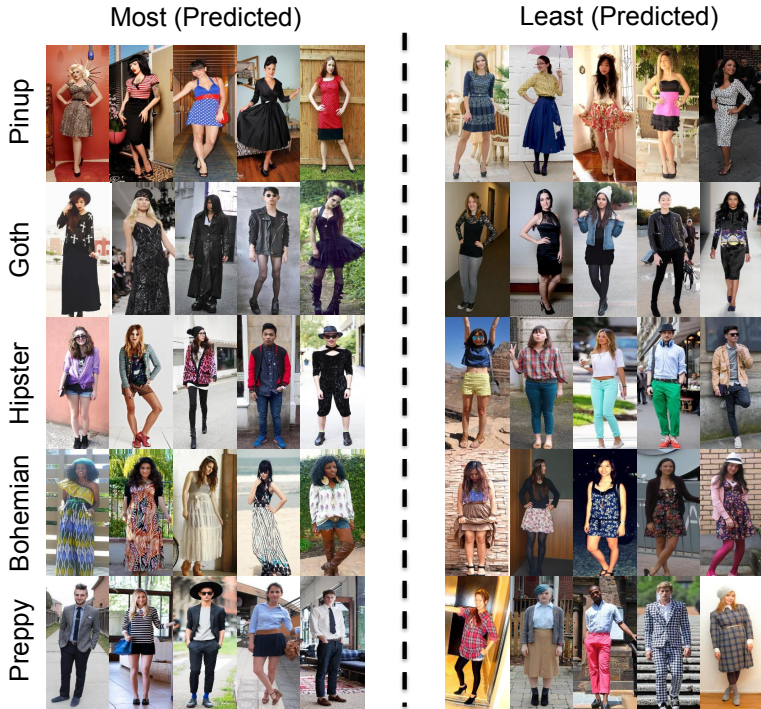 Most (Predicted)
Least (Predicted)
Pinup
Goth
Hipster
Bohemian
Preppy